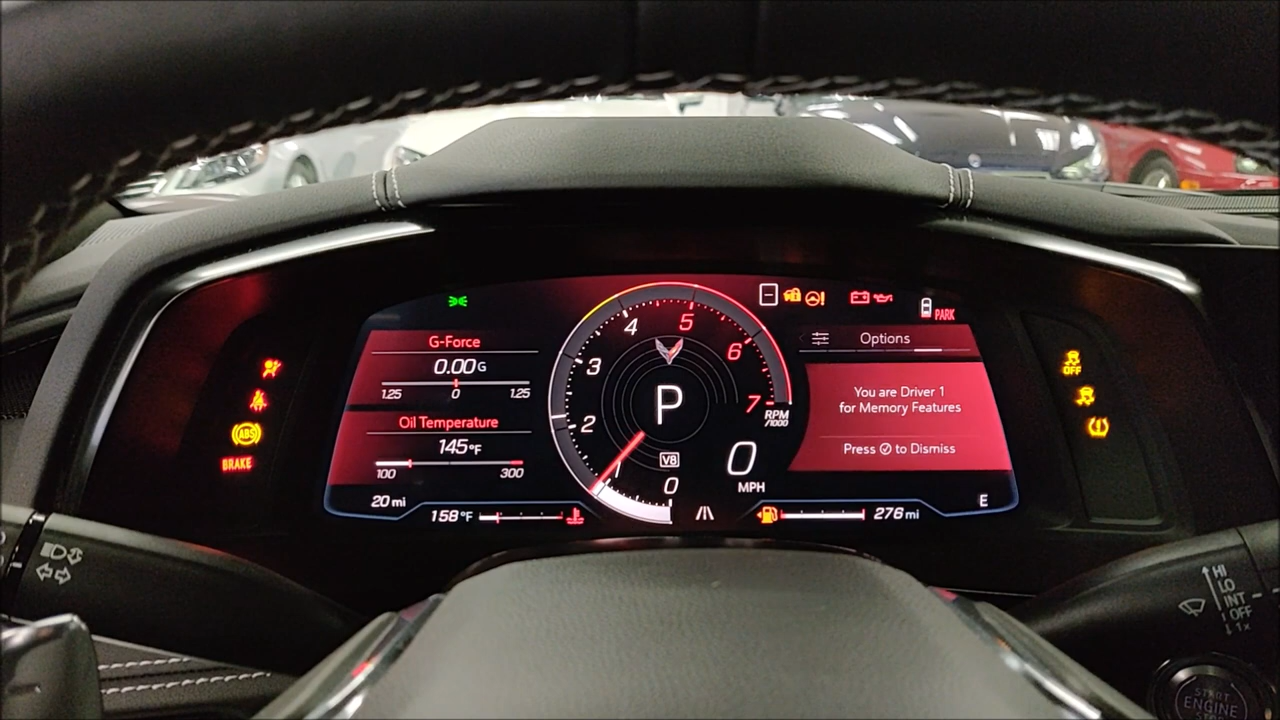 PARK
G-Force
0.00 G
1.25 0 1.25
Oil Temperature
145 °F
100 300
20 mi
158 °F
ABS
BRAKE
4 5
3 6
2 7
1 0
RPM
/1000
P
V8
0
MPH
Options
You are Driver 1
for Memory Features
Press to Dismiss
276 mi
E
OFF
HI
LO
INT
OFF
1x
START
ENGINE